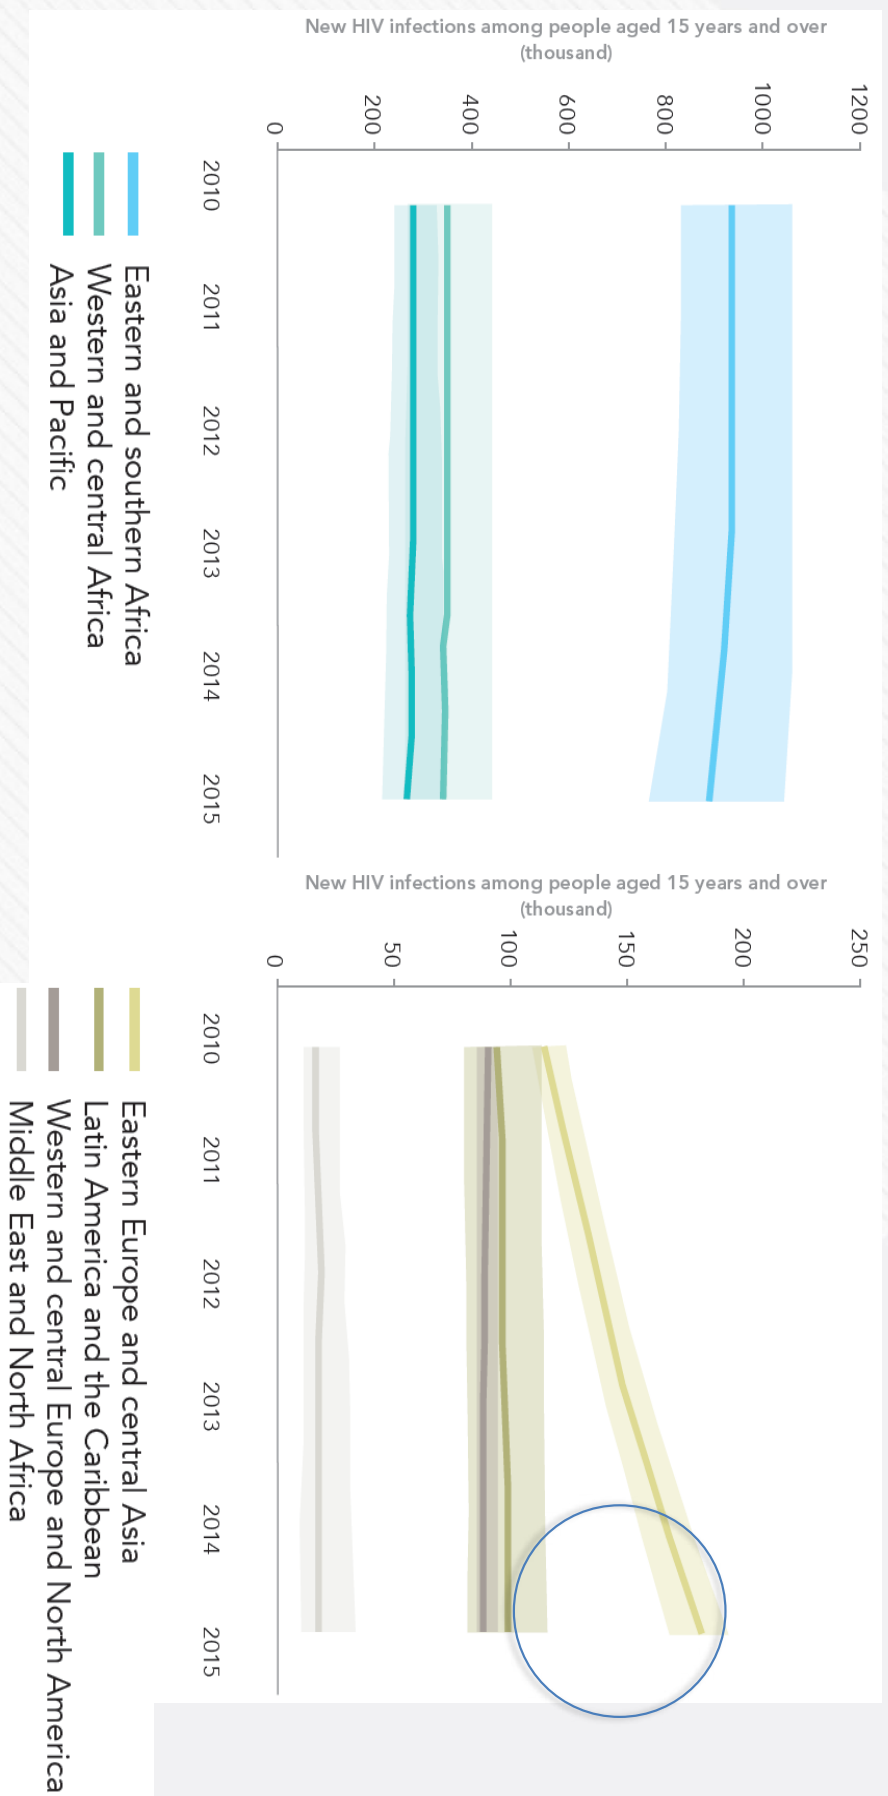 New HIV infections among people aged 15 years and over
(thousand)
1200
1000
800
600
400
200
0
2010
2011
2012
2013
2014
2015
Eastern and southern Africa
Western and central Africa
Asia and Pacific
New HIV infections among people aged 15 years and over
(thousand)
250
200
150
100
50
0
2010
2011
2012
2013
2014
2015
Eastern Europe and central Asia
Latin America and the Caribbean
Western and central Europe and North America
Middle East and North Africa